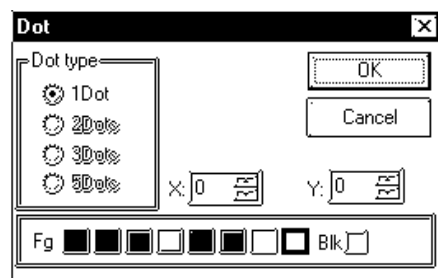 Dot
Dot type
1Dot
2Dots
3Dots
5Dots
OK
Cancel
X: 0
Y: 0
Fg
Blk